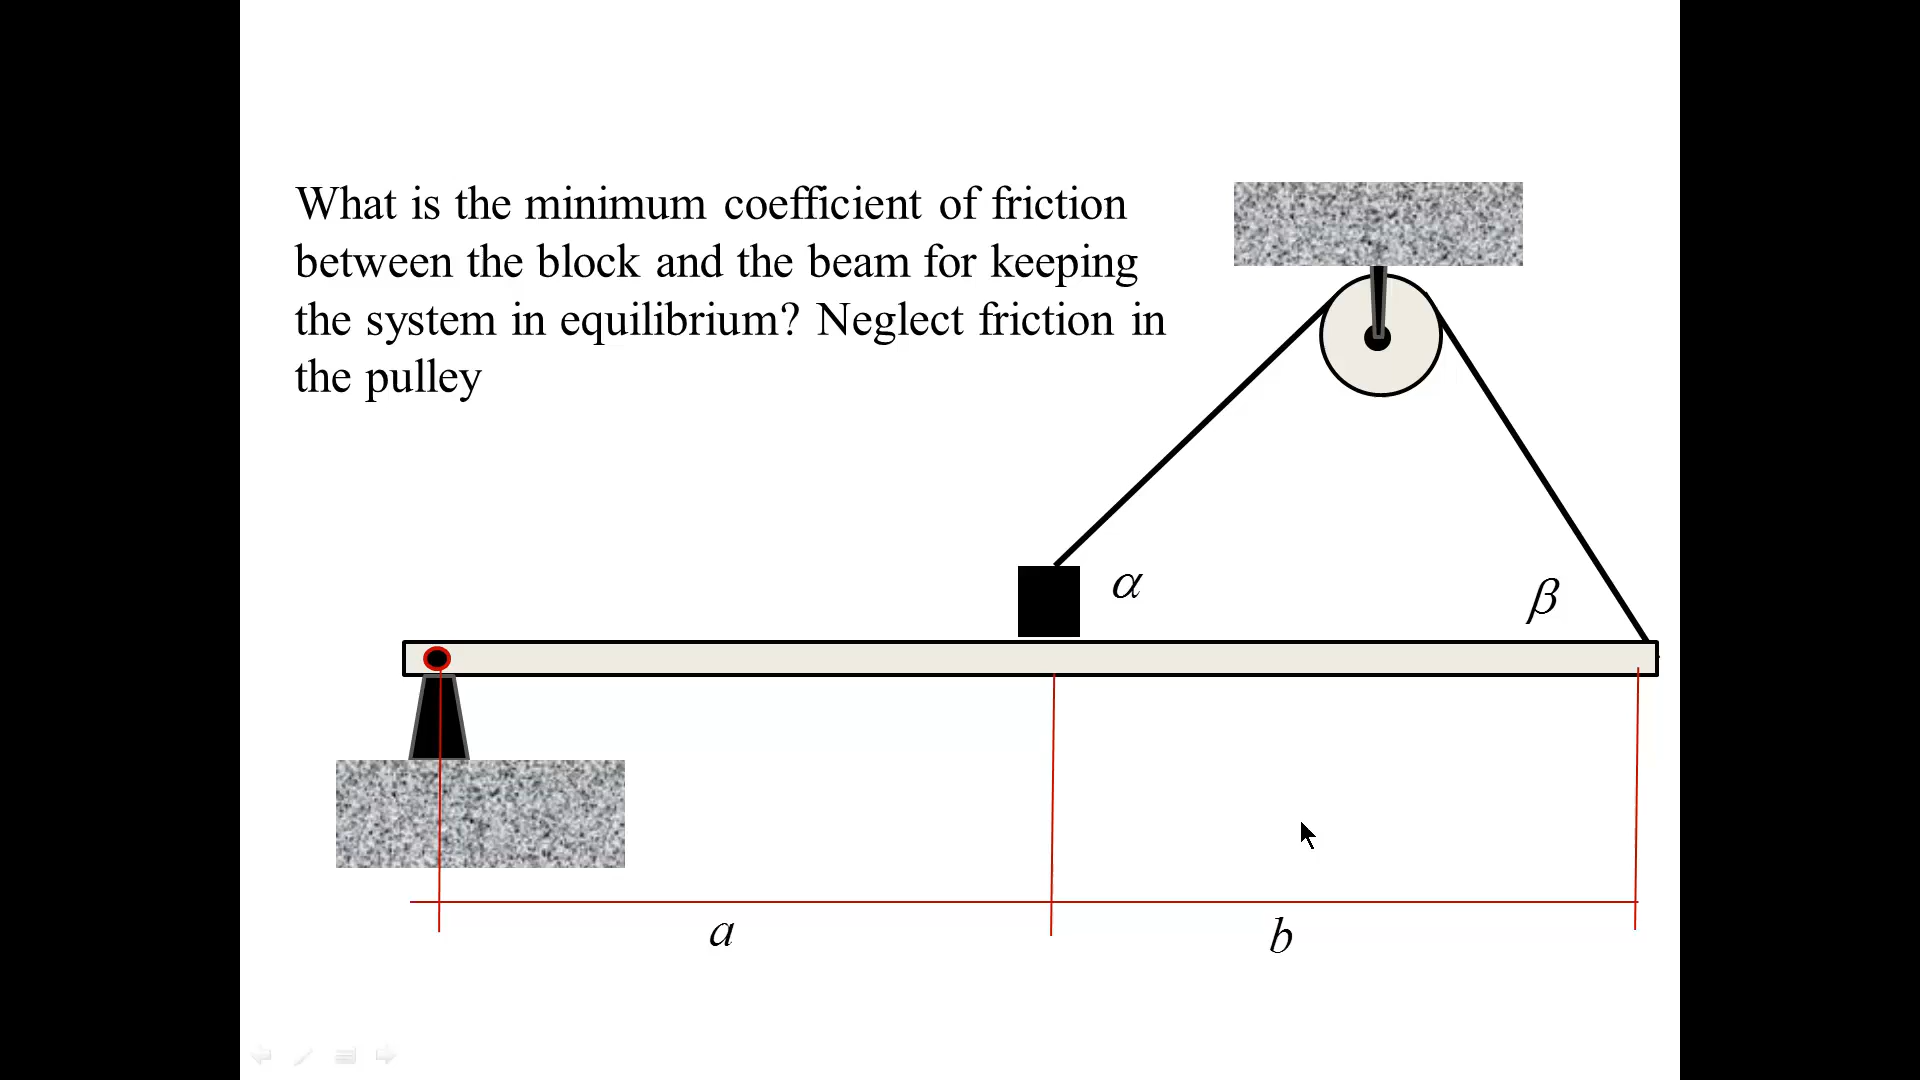 What is the minimum coefficient of friction
between the block and the beam for keeping
the system in equilibrium? Neglect friction in
the pulley
α
β
a
b